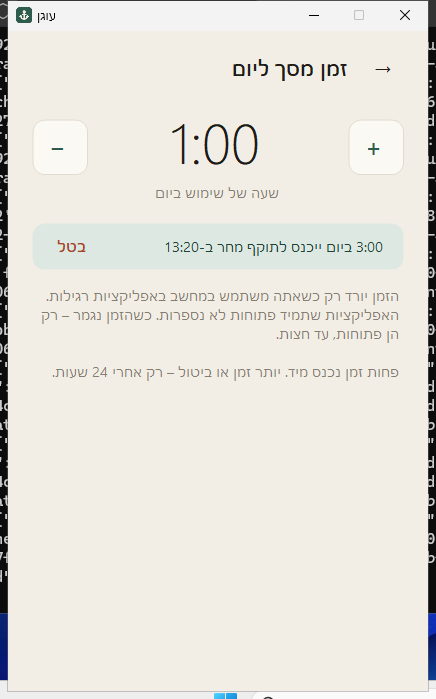 עוגן
זמן מסך ליום
1:00
שעה של שימוש ביום
3:00 ביום ייכנס לתוקף מחר ב-13:20
בטל
הזמן יורד רק כשאתה משתמש במחשב באפליקציות רגילות.
האפליקציות שתמיד פתוחות לא נספרות. כשהזמן נגמר – רק
הן פתוחות, עד חצות.
פחות זמן נכנס מיד. יותר זמן או ביטול – רק אחרי 24 שעות.